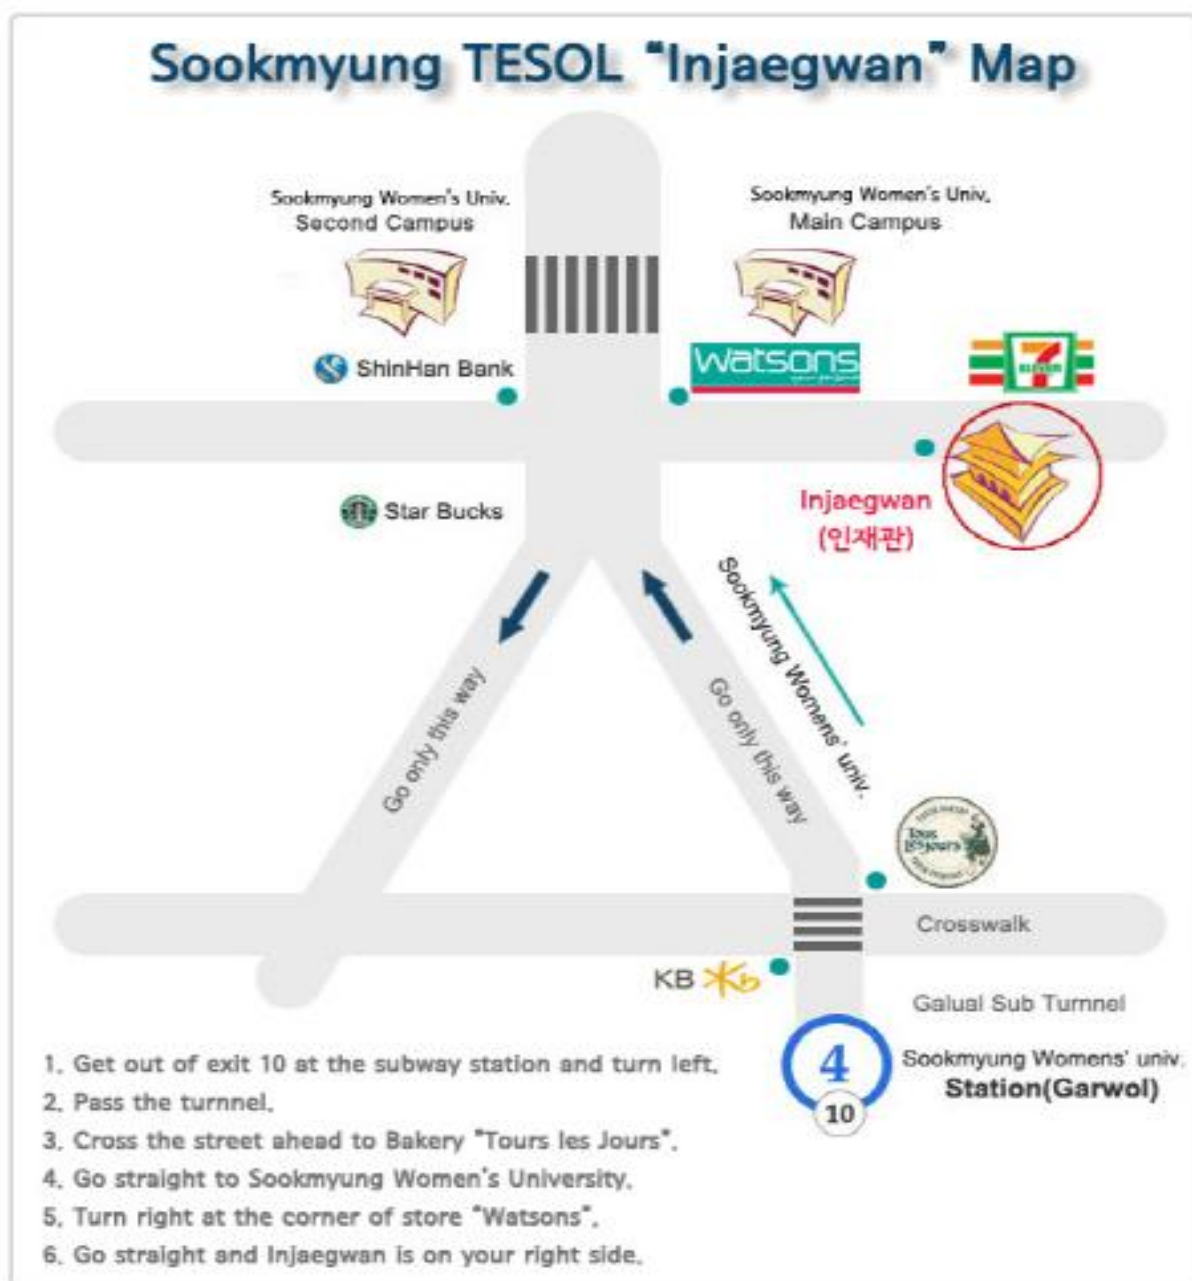 Sookmyung TESOL "Injaegwan" Map
Sookmyung Women's Univ.
Second Campus
Sookmyung Women's Univ.
Main Campus
ShinHan Bank
watsons
7
ELEVEN
Star Bucks
Injaegwan
(인재관)
Sookmyung Womens' univ.
Go only this way
Go only this way
Tous
Les Jours
Crosswalk
KB
Galual Sub Turnnel
4
10
Sookmyung Womens' univ.
Station(Garwol)
1. Get out of exit 10 at the subway station and turn left.
2. Pass the turnnel.
3. Cross the street ahead to Bakery "Tours les Jours".
4. Go straight to Sookmyung Women's University.
5. Turn right at the corner of store "Watsons".
6. Go straight and Injaegwan is on your right side.